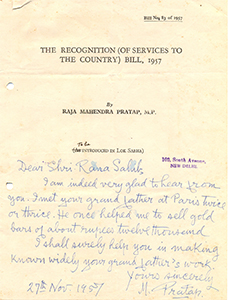 Bill No. 83 of 1957
THE RECOGNITION (OF SERVICES TO
THE COUNTRY) BILL, 1957
By
RAJA MAHENDRA PRATAP, M.P.
To be
(INTRODUCED IN LOK SABHA)
South Avenue,
NEW DELHI.
Dear Shri Rana Saheb,
I am indeed very glad to hear from
you. I met your grand father at Paris twice
or thrice. He once helped me to sell gold
bars of about rupees twelve thousand.
I shall surely help you in making
known widely your grand father's work.
Yours sincerely
27th Nov. 1957 M. Pratap